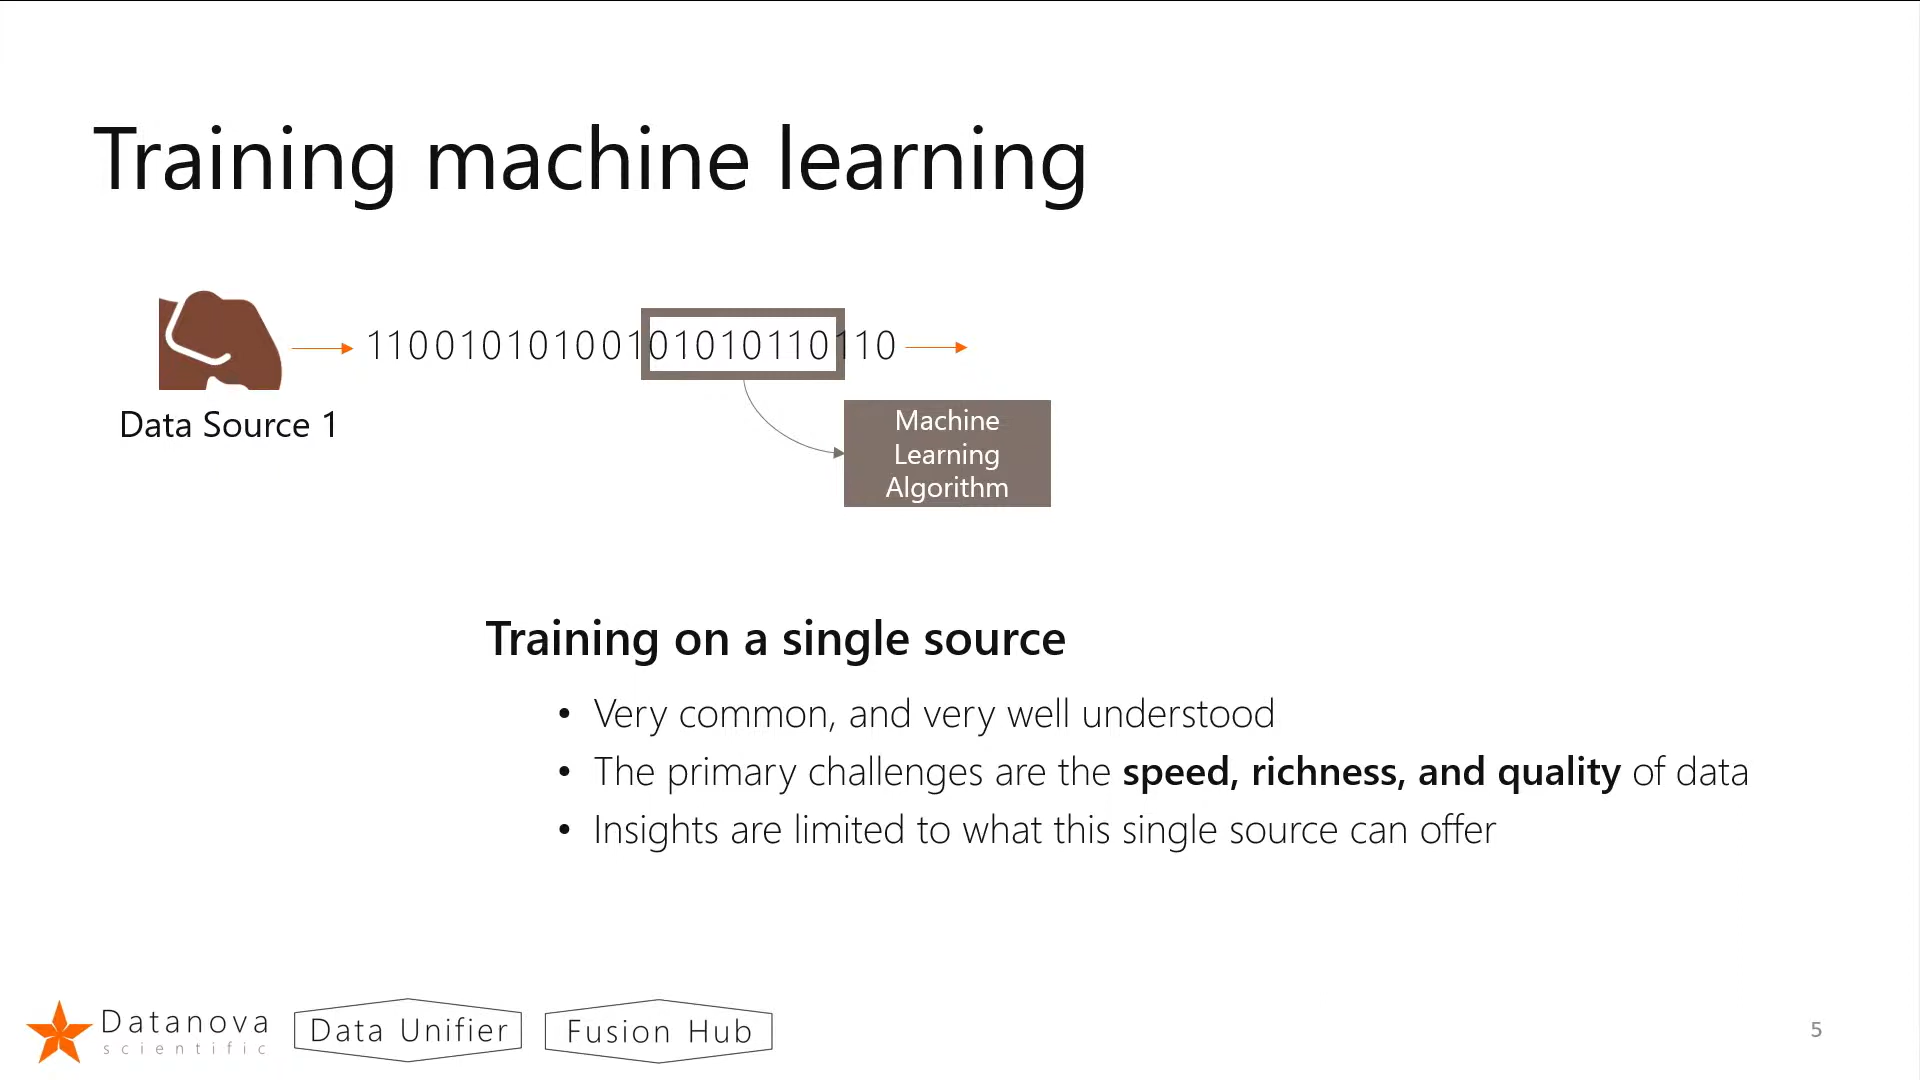 Training machine learning
11001010100101010110110
Data Source 1
Machine
Learning
Algorithm
Training on a single source
• Very common, and very well understood
• The primary challenges are the speed, richness, and quality of data
• Insights are limited to what this single source can offer
Datanova
scientific
Data Unifier
Fusion Hub
5